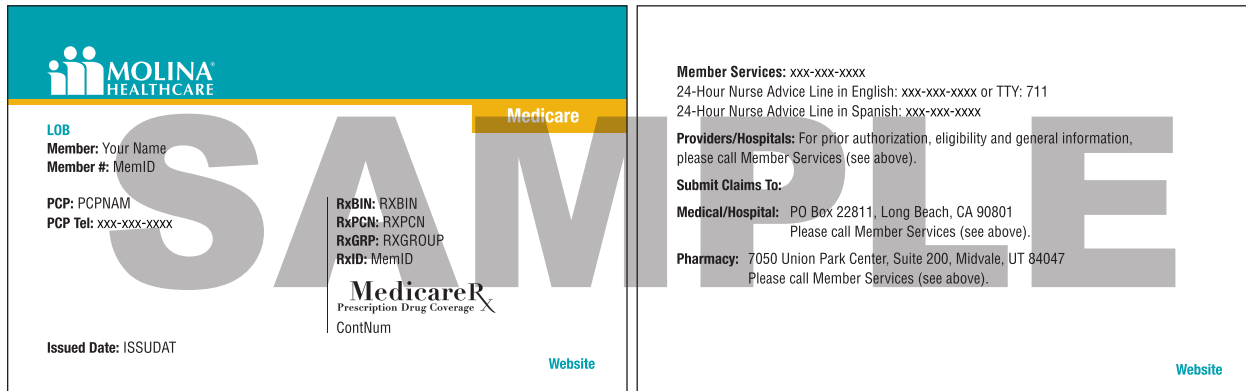 MOLINA®
HEALTHCARE
Medicare
LOB
Member: Your Name
Member #: MemID
PCP: PCPNAM
PCP Tel: xxx-xxx-xxxx
RxBIN: RXBIN
RxPCN: RXPCN
RxGRP: RXGROUP
RxID: MemID
MedicareRx
Prescription Drug Coverage
ContNum
Issued Date: ISSUDAT
Website
Member Services: xxx-xxx-xxxx
24-Hour Nurse Advice Line in English: xxx-xxx-xxxx or TTY: 711
24-Hour Nurse Advice Line in Spanish: xxx-xxx-xxxx
Providers/Hospitals: For prior authorization, eligibility and general information,
please call Member Services (see above).
Submit Claims To:
Medical/Hospital: PO Box 22811, Long Beach, CA 90801
Please call Member Services (see above).
Pharmacy: 7050 Union Park Center, Suite 200, Midvale, UT 84047
Please call Member Services (see above).
Website
SAMPLE